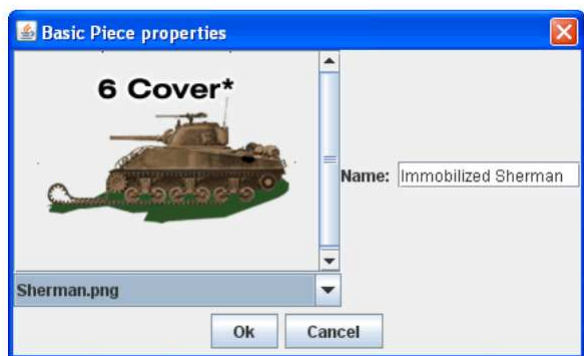 Basic Piece properties
6 Cover*
Name: Immobilized Sherman
Sherman.png
Ok Cancel